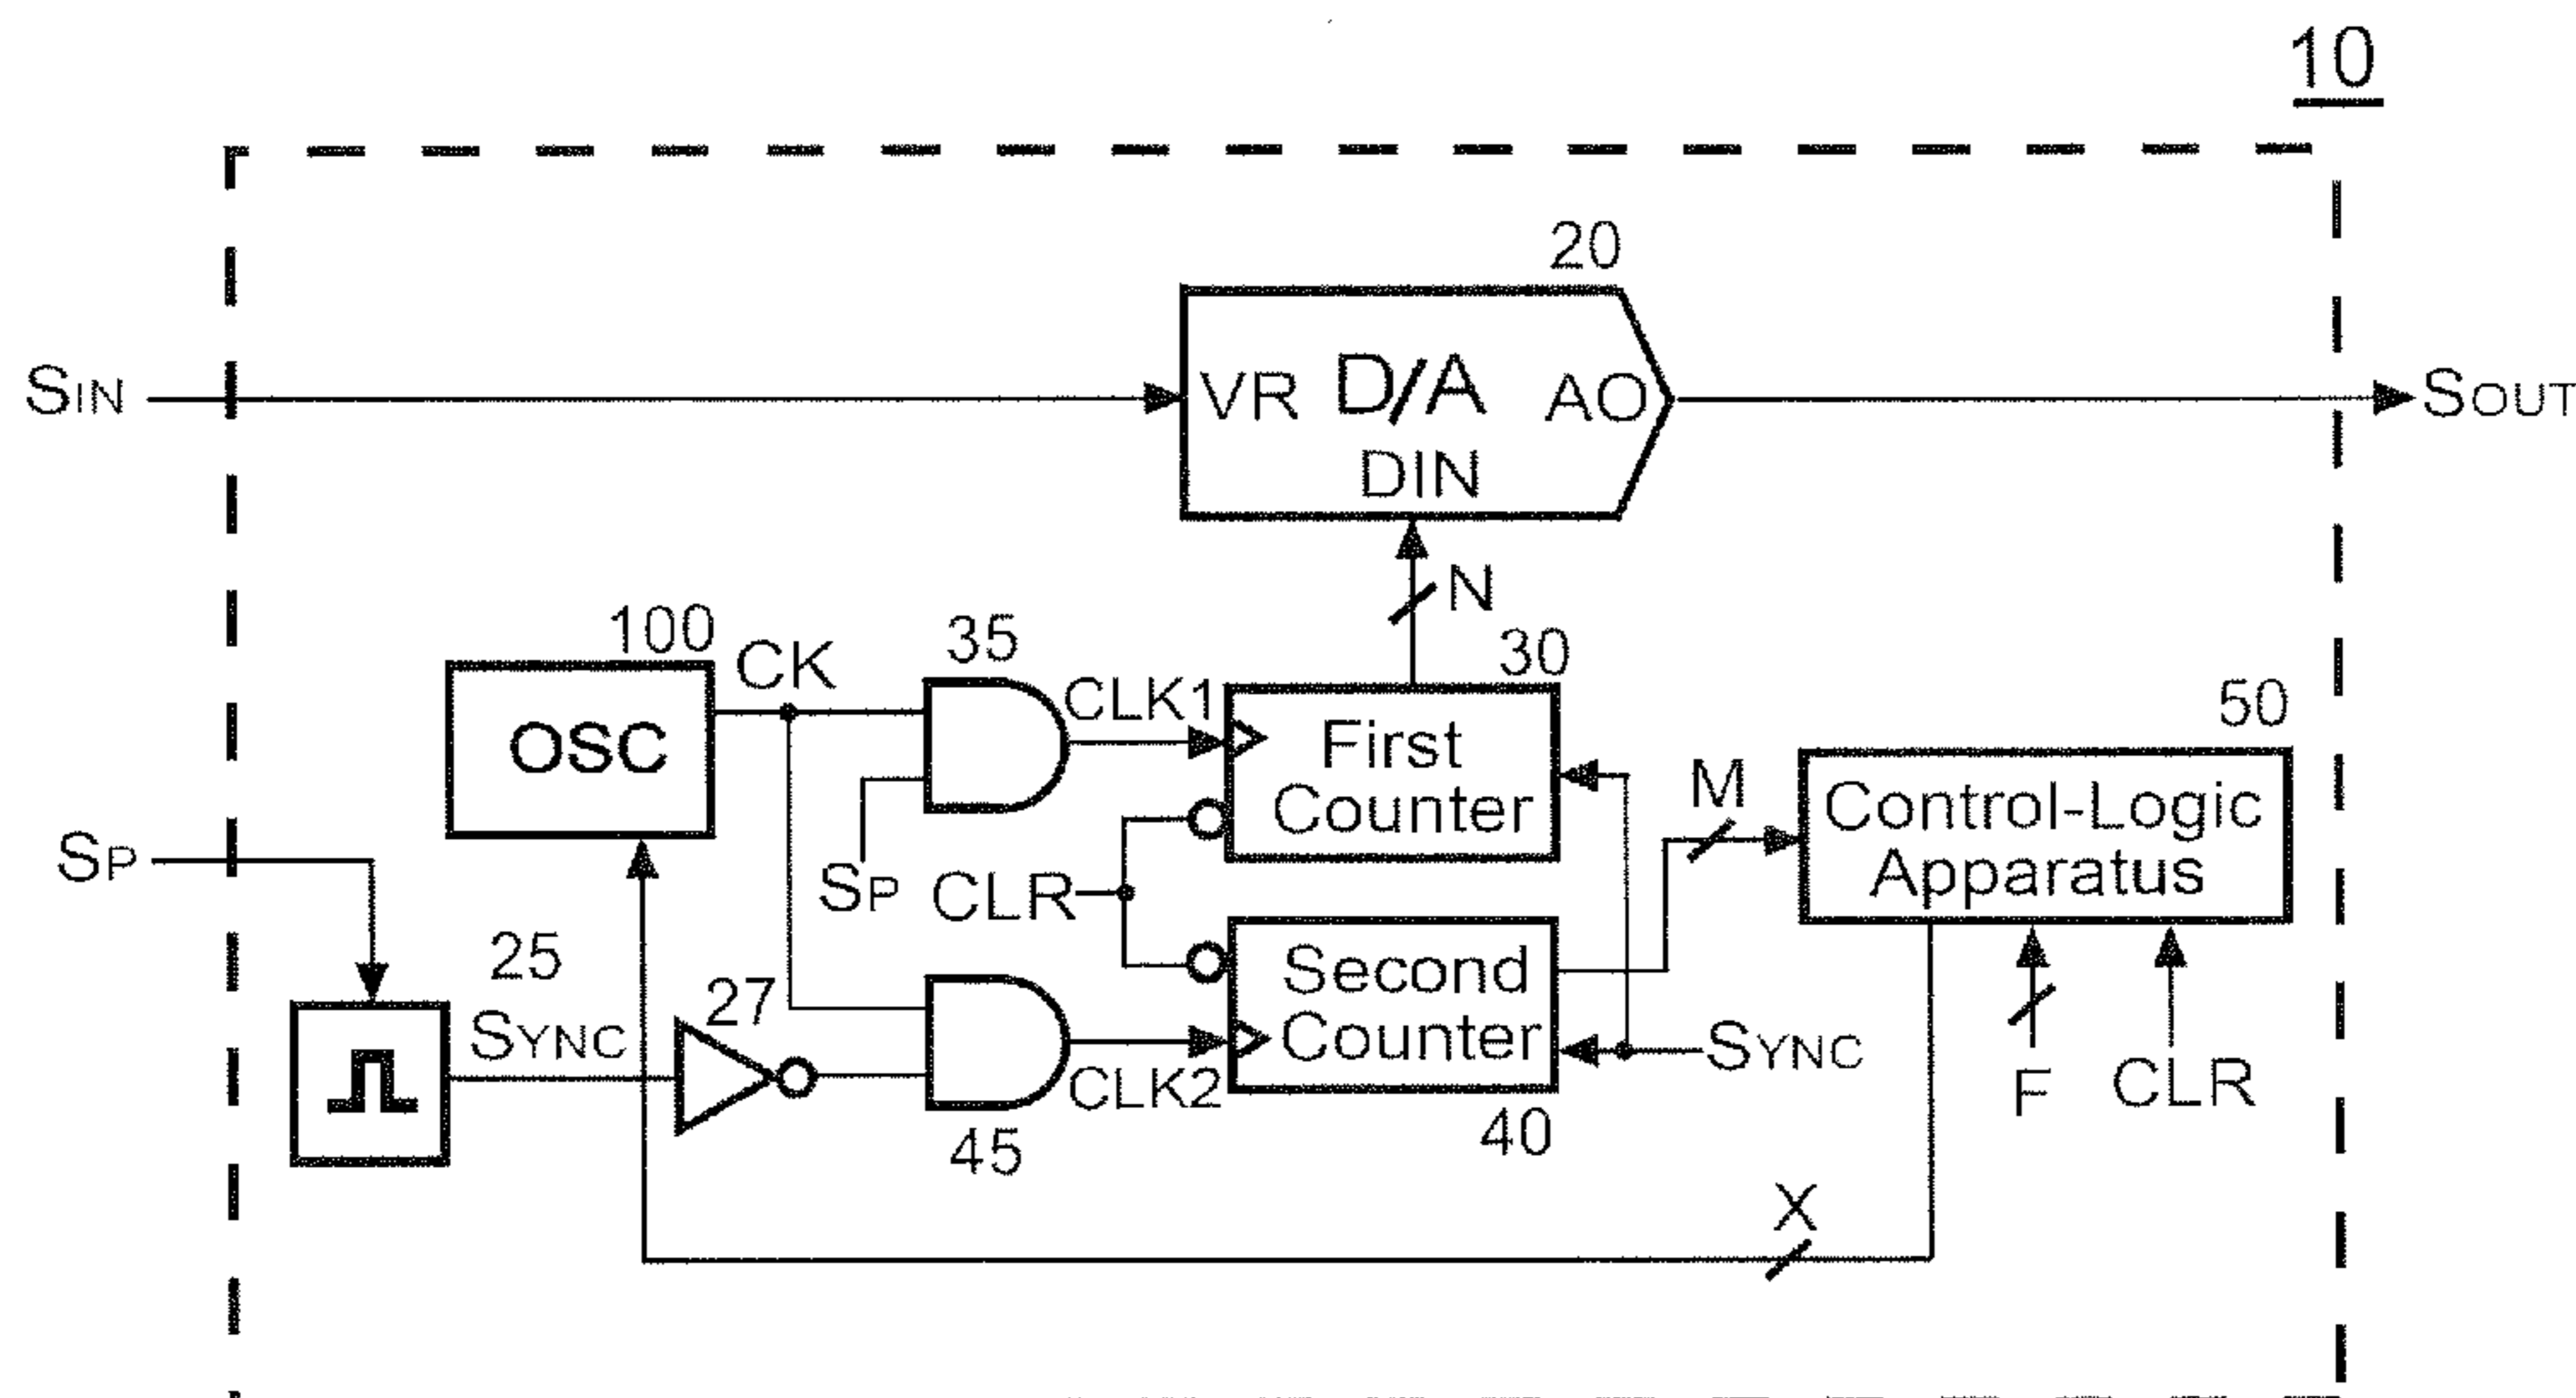 10
20
SIN
VR D/A AO
DIN
SOUT
N
100
CK
35
CLK1
30
OSC
First
Counter
50
M
Control-Logic
Apparatus
SP
SP
CLR
25
SYNC
27
Second
Counter
CLK2
SYNC
F
CLR
45
40
X